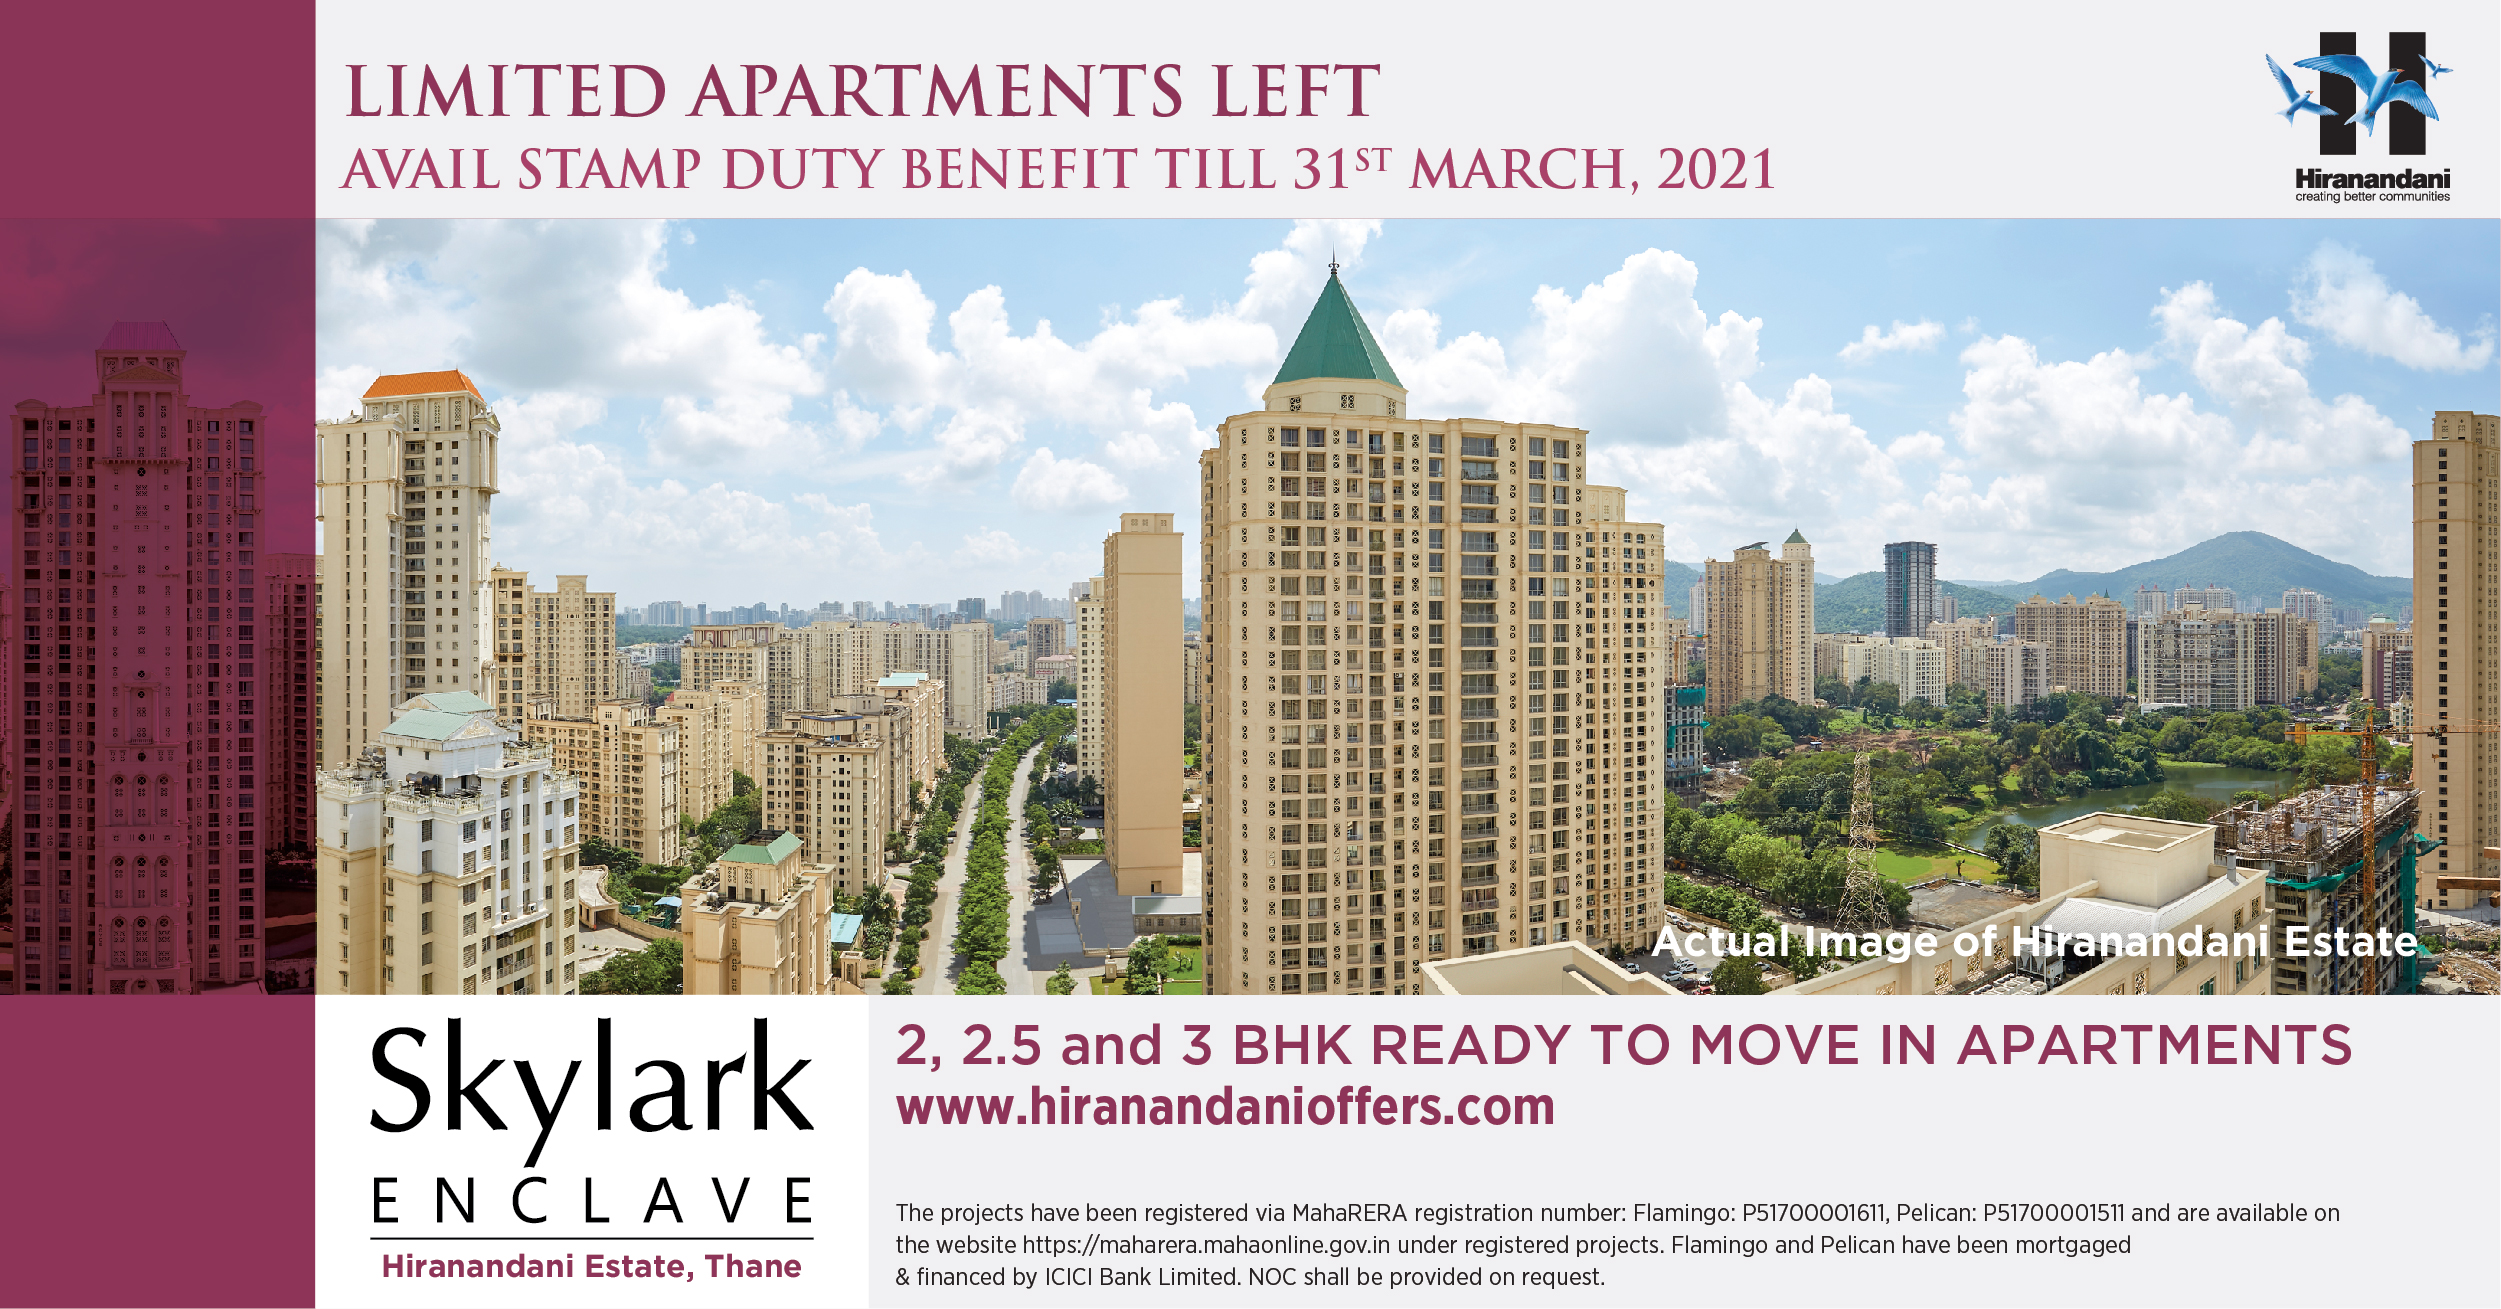 LIMITED APARTMENTS LEFT
AVAIL STAMP DUTY BENEFIT TILL 31ST MARCH, 2021
H
Hiranandani
creating better communities
Actual Image of Hiranandani Estate
Skylark
ENCLAVE
Hiranandani Estate, Thane
2, 2.5 and 3 BHK READY TO MOVE IN APARTMENTS
www.hiranandanioffers.com
The projects have been registered via MahaRERA registration number: Flamingo: P51700001611, Pelican: P51700001511 and are available on
the website https://maharera.mahaonline.gov.in under registered projects. Flamingo and Pelican have been mortgaged
& financed by ICICI Bank Limited. NOC shall be provided on request.